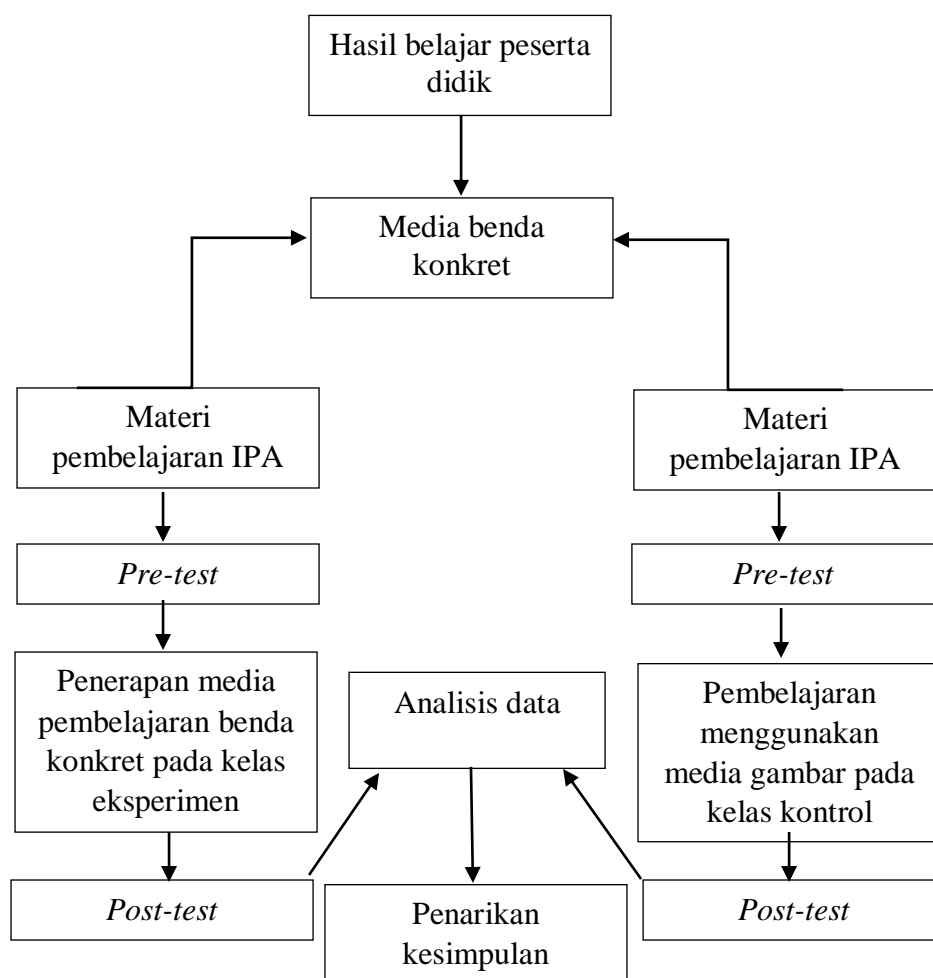 Hasil belajar peserta
didik
Media benda
konkret
Materi
pembelajaran IPA
Materi
pembelajaran IPA
Pre-test
Pre-test
Penerapan media
pembelajaran benda
konkret pada kelas
eksperimen
Analisis data
Pembelajaran
menggunakan
media gambar pada
kelas kontrol
Post-test
Penarikan
kesimpulan
Post-test